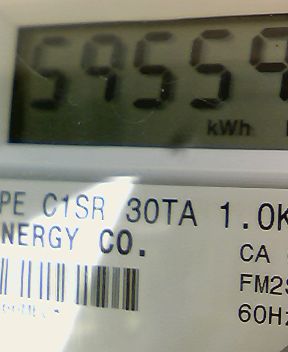 59559
kWh
PE C1SR 30TA 1.0K
NERGY CO.
CA
FM2S
60Hz